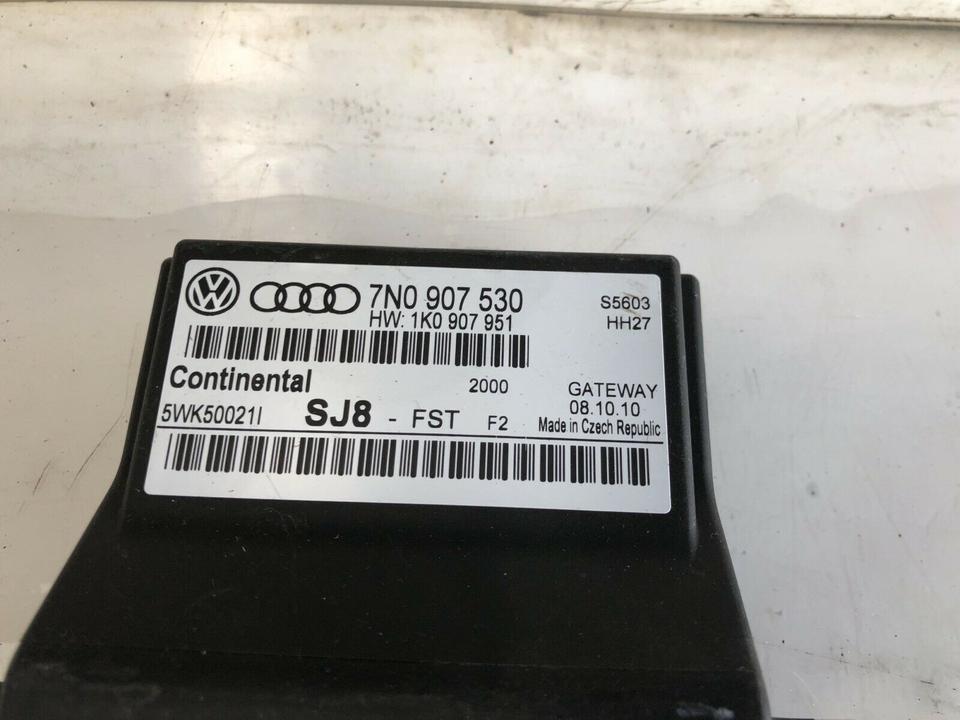 7N0 907 530
HW: 1K0 907 951
S5603
HH27
Continental
2000
GATEWAY
08.10.10
5WK50021I
SJ8 - FST F2
Made in Czech Republic